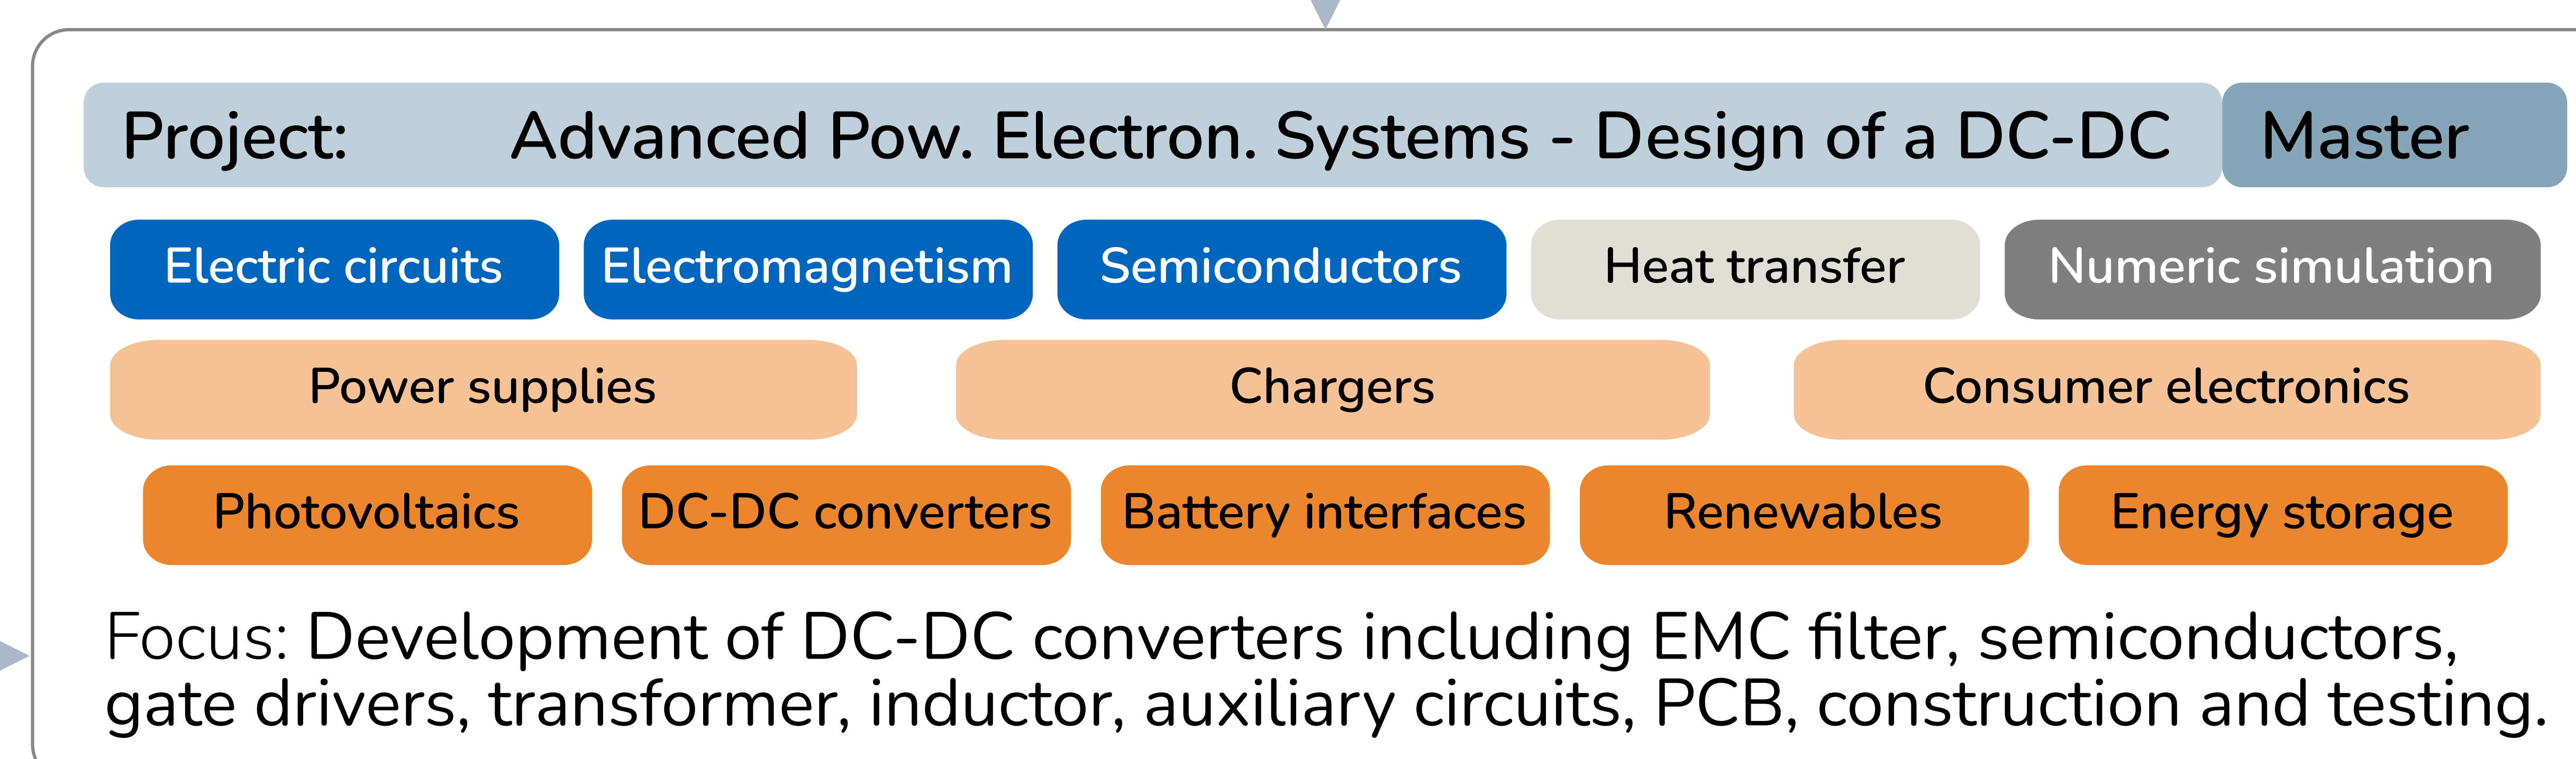 Project: Advanced Pow. Electron. Systems - Design of a DC-DC Master
Electric circuits Electromagnetism Semiconductors Heat transfer Numeric simulation
Power supplies Chargers Consumer electronics
Photovoltaics DC-DC converters Battery interfaces Renewables Energy storage
Focus: Development of DC-DC converters including EMC filter, semiconductors,
gate drivers, transformer, inductor, auxiliary circuits, PCB, construction and testing.